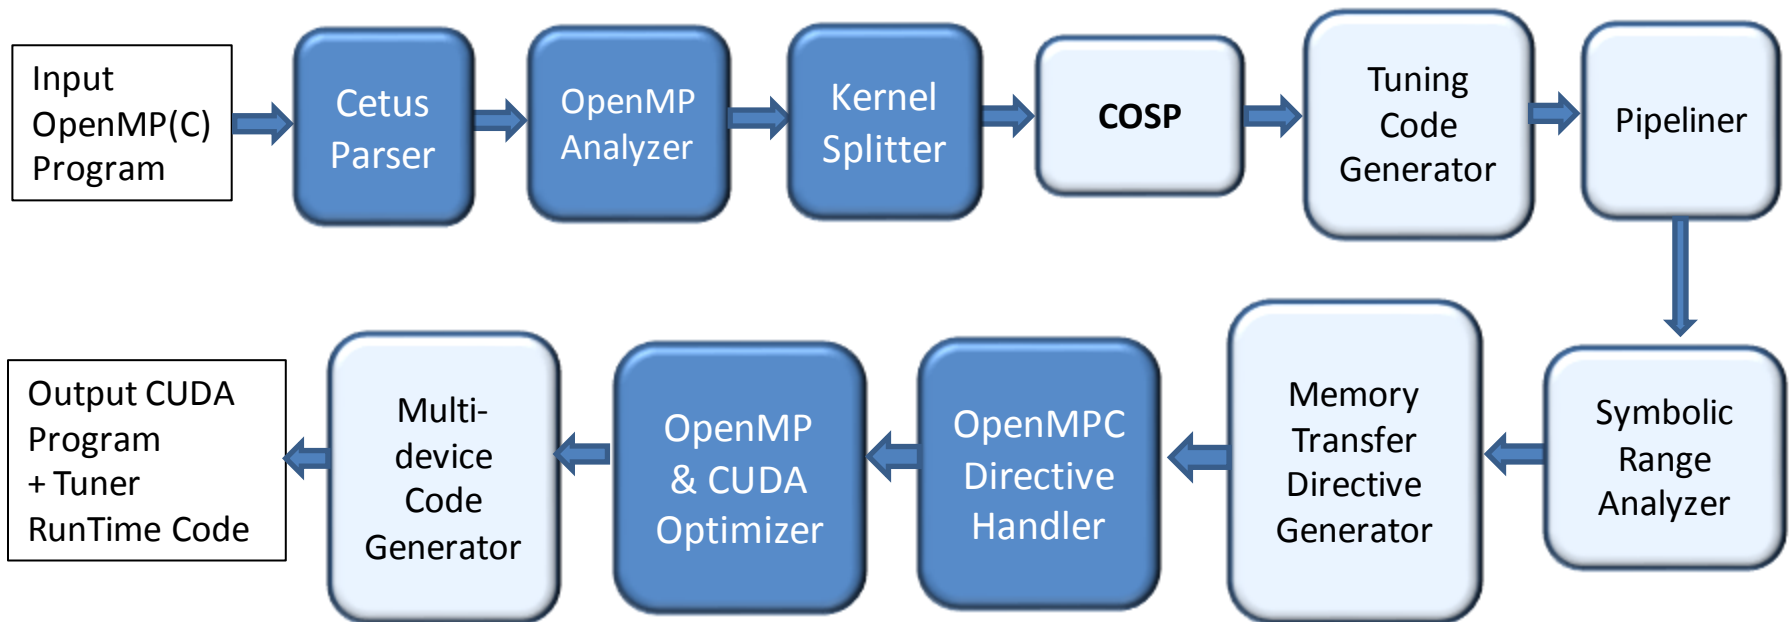 Input
OpenMP(C)
Program
Cetus
Parser
OpenMP
Analyzer
Kernel
Splitter
COSP
Tuning
Code
Generator
Pipeliner
Symbolic
Range
Analyzer
Memory
Transfer
Directive
Generator
OpenMPC
Directive
Handler
OpenMP
& CUDA
Optimizer
Multi-
device
Code
Generator
Output CUDA
Program
+ Tuner
RunTime Code